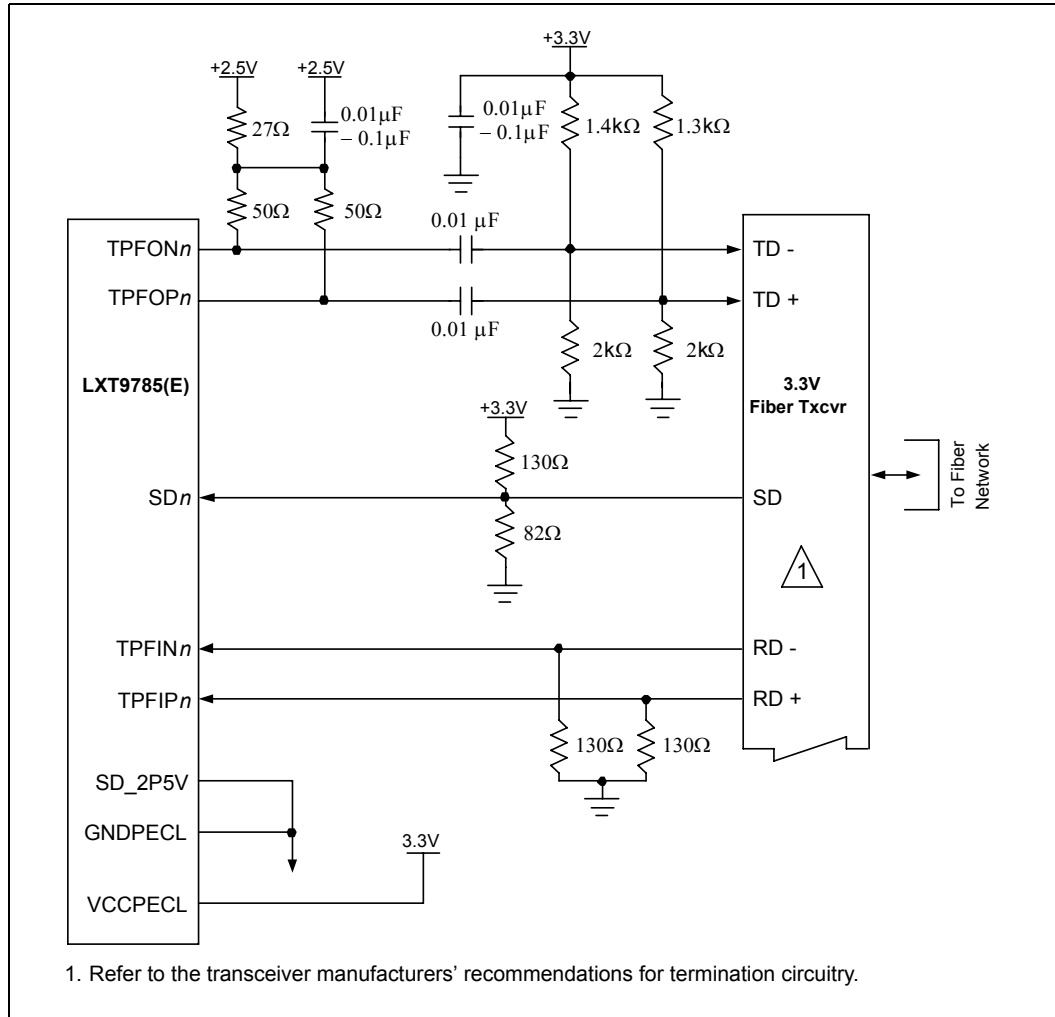 +3.3V
+2.5V
+2.5V
27Ω
0.01μF
– 0.1μF
0.01μF
– 0.1μF
1.4kΩ
1.3kΩ
50Ω
50Ω
0.01 μF
TPFONn
TD -
TPFOPn
TD +
0.01 μF
2kΩ
2kΩ
LXT9785(E)
3.3V
Fiber Txcvr
+3.3V
130Ω
SDn
SD
82Ω
To Fiber
Network
1
TPFINn
RD -
TPFIPn
RD +
130Ω
130Ω
SD_2P5V
GNDPECL
3.3V
VCCPECL
1. Refer to the transceiver manufacturers’ recommendations for termination circuitry.